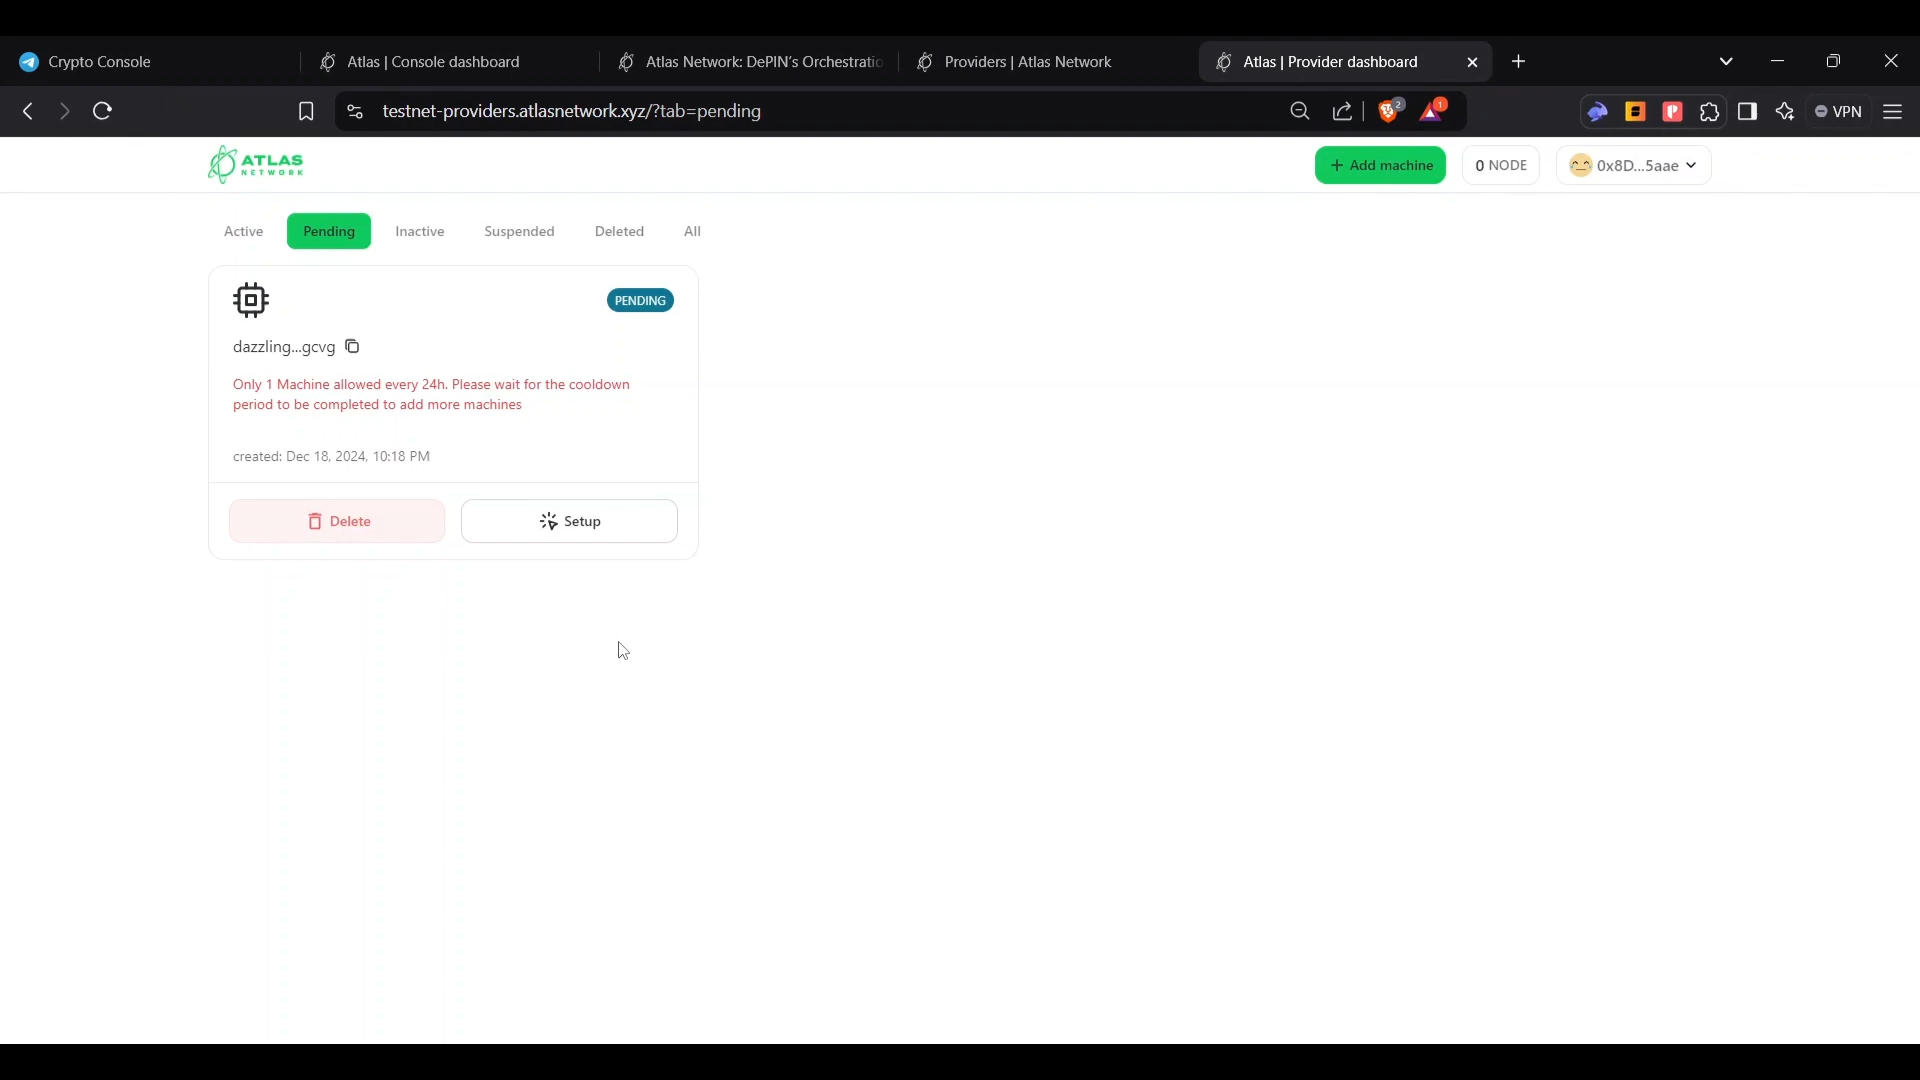 Crypto Console
Atlas | Console dashboard
Atlas Network: DePIN's Orchestratio
Providers | Atlas Network
Atlas | Provider dashboard
testnet-providers.atlasnetwork.xyz/?tab=pending
2
1
VPN
ATLAS
NETWORK
+ Add machine
0 NODE
0x8D...5aae
Active
Pending
Inactive
Suspended
Deleted
All
PENDING
dazzling...gcvg
Only 1 Machine allowed every 24h. Please wait for the cooldown
period to be completed to add more machines
created: Dec 18, 2024, 10:18 PM
Delete
Setup